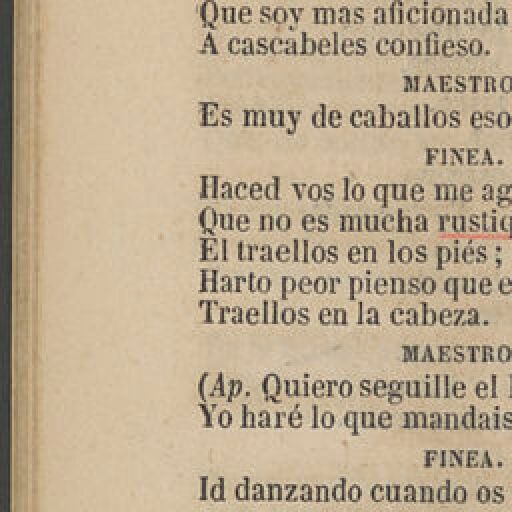 Que soy mas aficionada
A cascabeles confieso.
MAESTRO
Es muy de caballos eso
FINEA.
Haced vos lo que me ag
Que no es mucha rustiq
El traellos en los piés ;
Harto peor pienso que e
Traellos en la cabeza.
MAESTRO
(Ap. Quiero seguille el
Yo haré lo que mandais
FINEA.
Id danzando cuando os